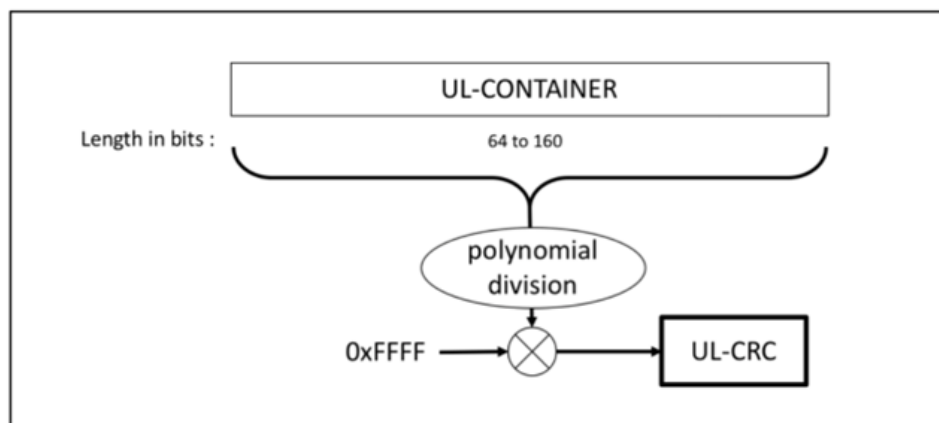 UL-CONTAINER
Length in bits : 64 to 160
polynomial
division
0xFFFF UL-CRC